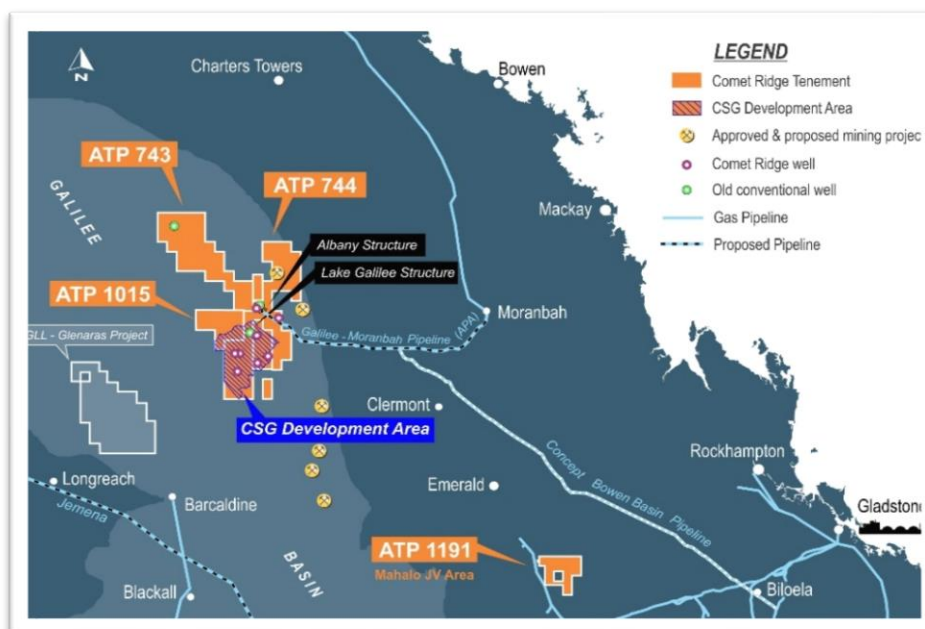 LEGEND
Comet Ridge Tenement
CSG Development Area
Approved & proposed mining projec
Comet Ridge well
Old conventional well
Gas Pipeline
Proposed Pipeline
N
Charters Towers
Bowen
ATP 743
ATP 744
GALILEE
Mackay
Albany Structure
Lake Galilee Structure
ATP 1015
Moranbah
Galilee - Moranbah Pipeline (APA)
GLL - Glenaras Project
Clermont
CSG Development Area
Rockhampton
Concept Bowen Basin Pipeline
Longreach
Emerald
Barcaldine
Gladstone
Jemena
ATP 1191
BASIN
Mahalo JV Area
Blackall
Biloela